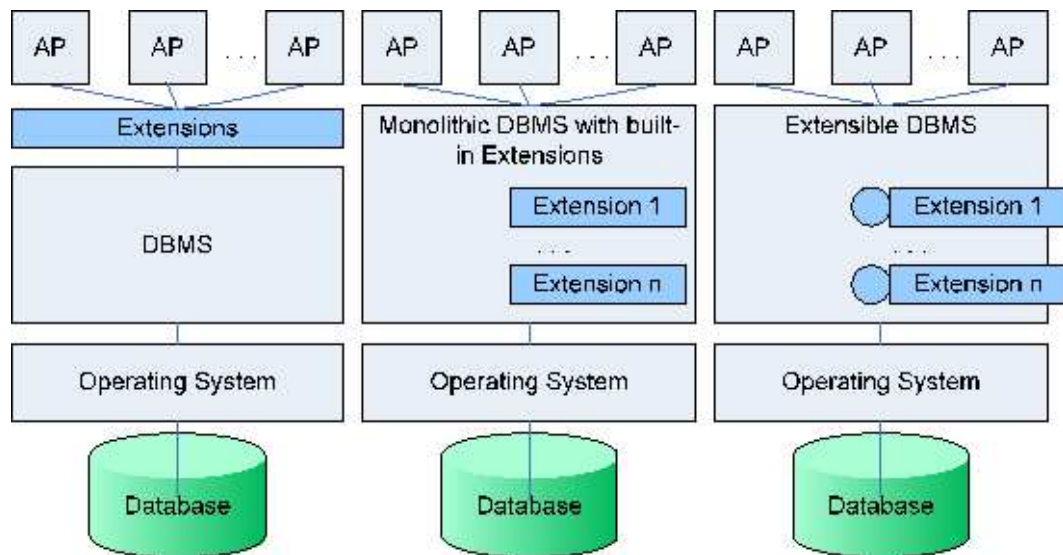 AP AP . . . AP
Extensions
DBMS
Operating System
Database
AP AP . . . AP
Monolithic DBMS with built-
in Extensions
Extension 1
. . .
Extension n
Operating System
Database
AP AP . . . AP
Extensible DBMS
Extension 1
. . .
Extension n
Operating System
Database